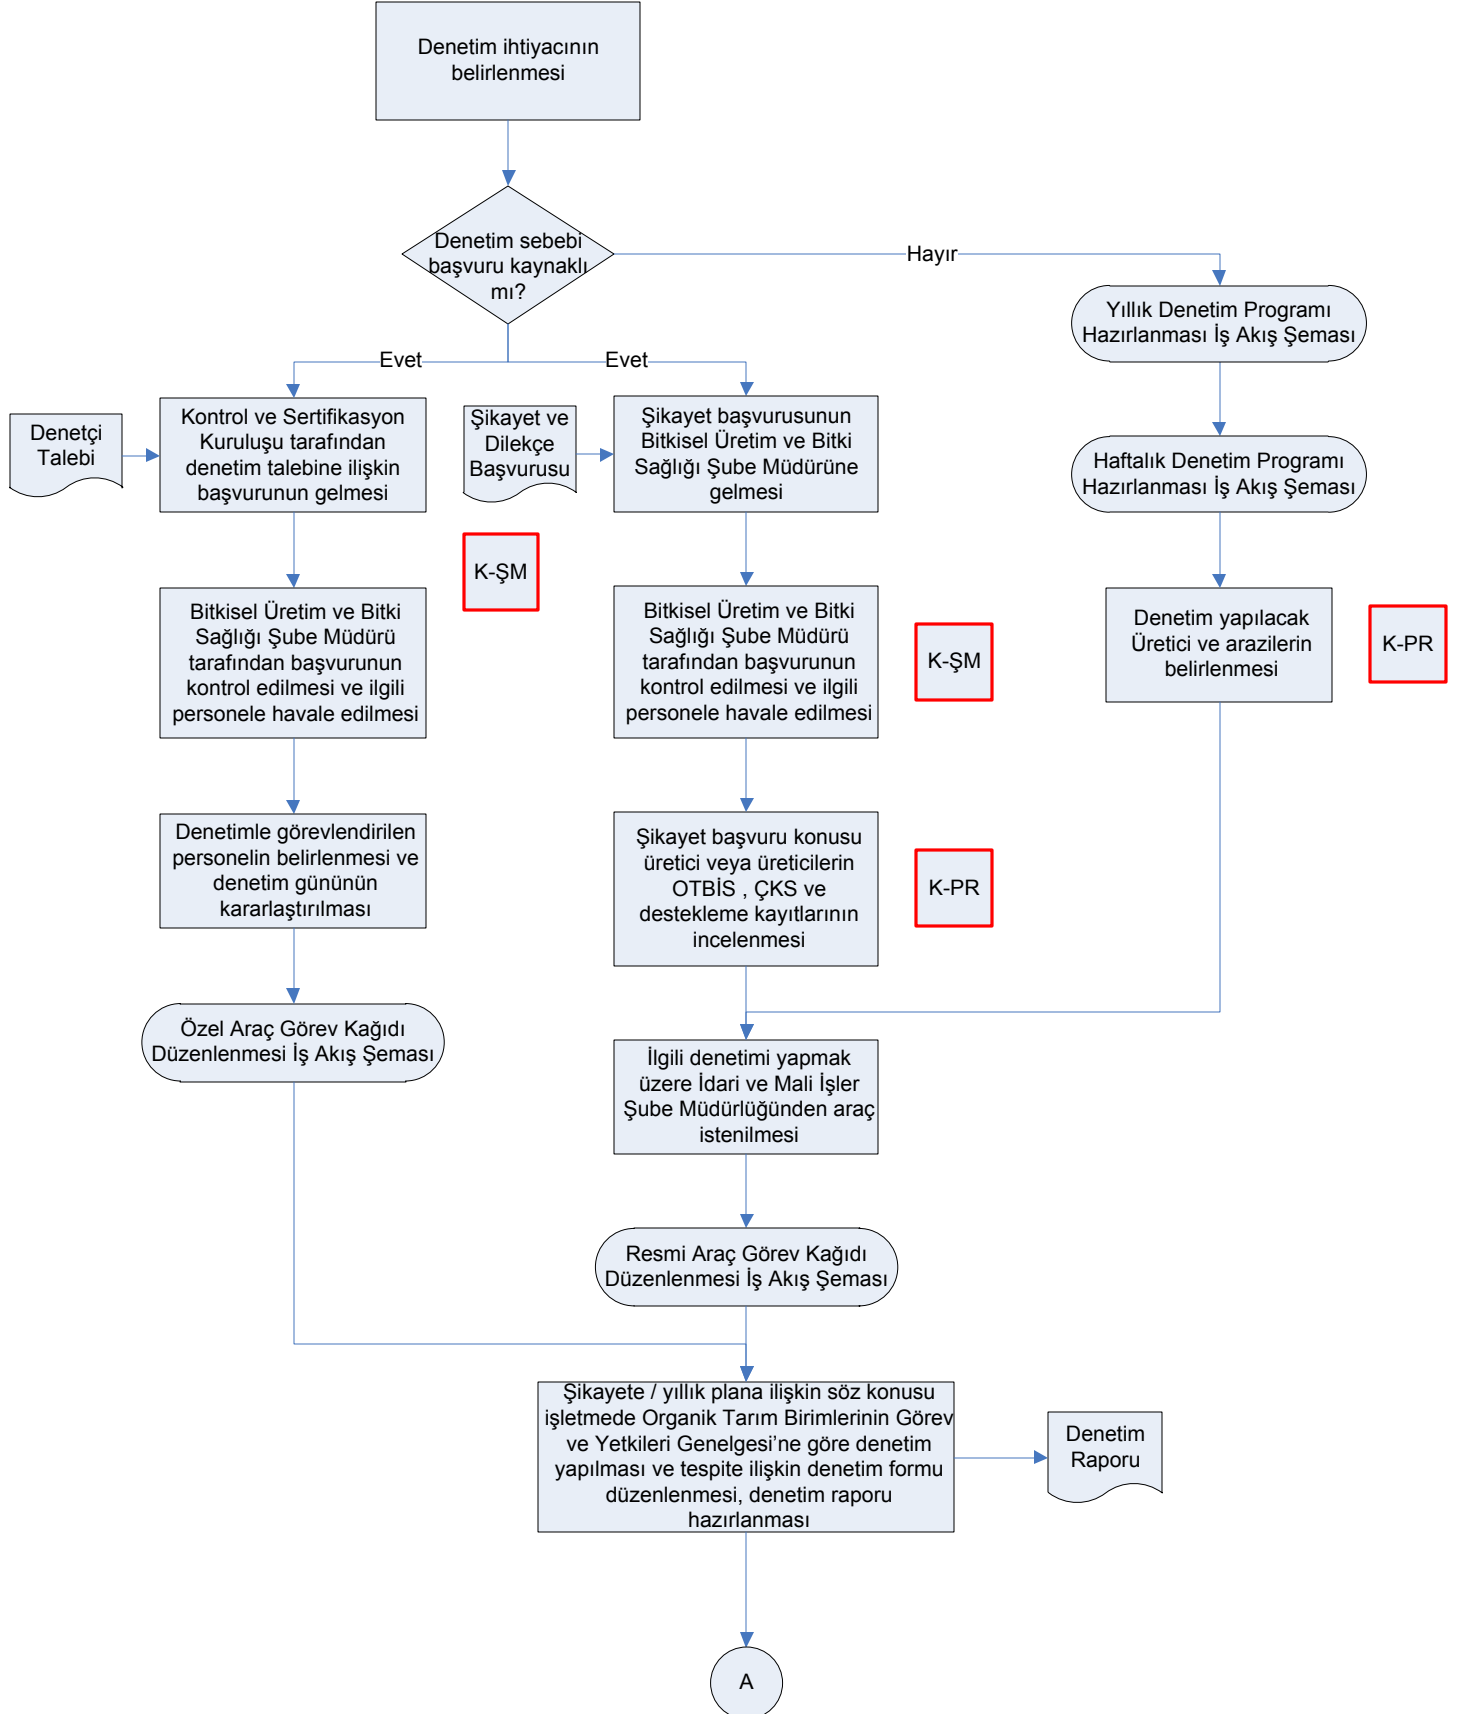 Denetim ihtiyacının
belirlenmesi
Denetim sebebi
başvuru kaynaklı
mı?
Hayır
Evet
Evet
Yıllık Denetim Programı
Hazırlanması İş Akış Şeması
Denetçi
Talebi
Kontrol ve Sertifikasyon
Kuruluşu tarafından
denetim talebine ilişkin
başvurunun gelmesi
Şikayet ve
Dilekçe
Başvurusu
Şikayet başvurusunun
Bitkisel Üretim ve Bitki
Sağlığı Şube Müdürüne
gelmesi
Haftalık Denetim Programı
Hazırlanması İş Akış Şeması
K-ŞM
Bitkisel Üretim ve Bitki
Sağlığı Şube Müdürü
tarafından başvurunun
kontrol edilmesi ve ilgili
personele havale edilmesi
Bitkisel Üretim ve Bitki
Sağlığı Şube Müdürü
tarafından başvurunun
kontrol edilmesi ve ilgili
personele havale edilmesi
K-ŞM
Denetim yapılacak
Üretici ve arazilerin
belirlenmesi
K-PR
Denetimle görevlendirilen
personelin belirlenmesi ve
denetim gününün
kararlaştırılması
Şikayet başvuru konusu
üretici veya üreticilerin
OTBİS , ÇKS ve
destekleme kayıtlarının
incelenmesi
K-PR
Özel Araç Görev Kağıdı
Düzenlenmesi İş Akış Şeması
İlgili denetimi yapmak
üzere İdari ve Mali İşler
Şube Müdürlüğünden araç
istenilmesi
Resmi Araç Görev Kağıdı
Düzenlenmesi İş Akış Şeması
Şikayete / yıllık plana ilişkin söz konusu
işletmede Organik Tarım Birimlerinin Görev
ve Yetkileri Genelgesi’ne göre denetim
yapılması ve tespite ilişkin denetim formu
düzenlenmesi, denetim raporu
hazırlanması
Denetim
Raporu
A